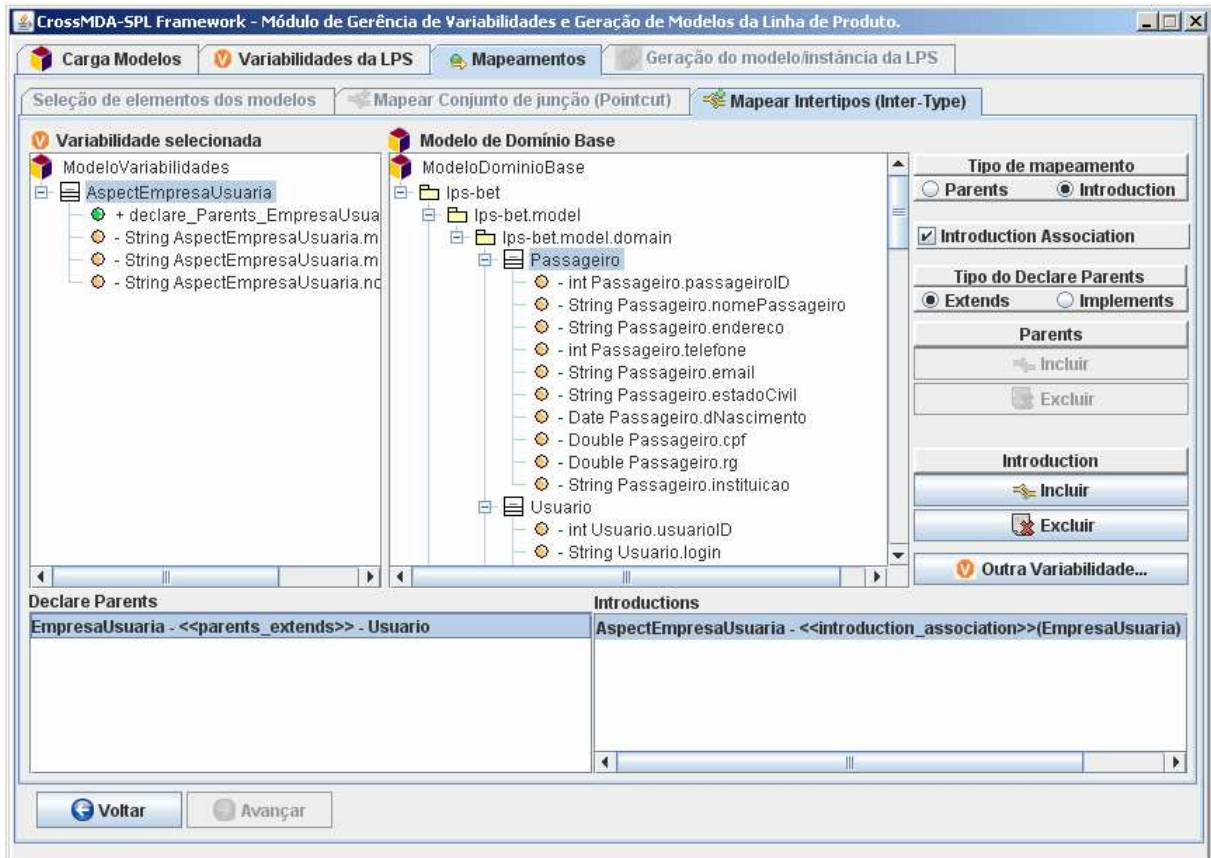 CrossMDA-SPL Framework - Módulo de Gerência de Variabilidades e Geração de Modelos da Linha de Produto.
Carga Modelos
Variabilidades da LPS
Mapeamentos
Geração do modelo/instância da LPS
Seleção de elementos dos modelos
Mapear Conjunto de junção (Pointcut)
Mapear Intertipos (Inter-Type)
Variabilidade selecionada
ModeloVariabilidades
AspectEmpresaUsuaria
+ declare_Parents_EmpresaUsua
- String AspectEmpresaUsuaria.m
- String AspectEmpresaUsuaria.m
- String AspectEmpresaUsuaria.nc
Modelo de Domínio Base
ModeloDominioBase
lps-bet
lps-bet.model
lps-bet.model.domain
Passageiro
- int Passageiro.passageiroID
- String Passageiro.nomePassageiro
- String Passageiro.endereco
- int Passageiro.telefone
- String Passageiro.email
- String Passageiro.estadoCivil
- Date Passageiro.dNascimento
- Double Passageiro.cpf
- Double Passageiro.rg
- String Passageiro.instituicao
Usuario
- int Usuario.usuarioID
- String Usuario.login
Tipo de mapeamento
Parents Introduction
Introduction Association
Tipo do Declare Parents
Extends Implements
Parents
Incluir
Excluir
Introduction
Incluir
Excluir
Outra Variabilidade...
Declare Parents
EmpresaUsuaria - <<parents_extends>> - Usuario
Introductions
AspectEmpresaUsuaria - <<introduction_association>>(EmpresaUsuaria)
Voltar
Avançar